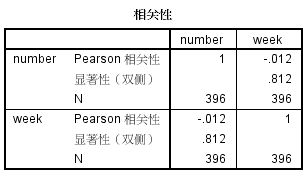 相关性
number week
number Pearson 相关性 1 -.012
显著性（双侧） .812
N 396 396
week Pearson 相关性 -.012 1
显著性（双侧） .812
N 396 396